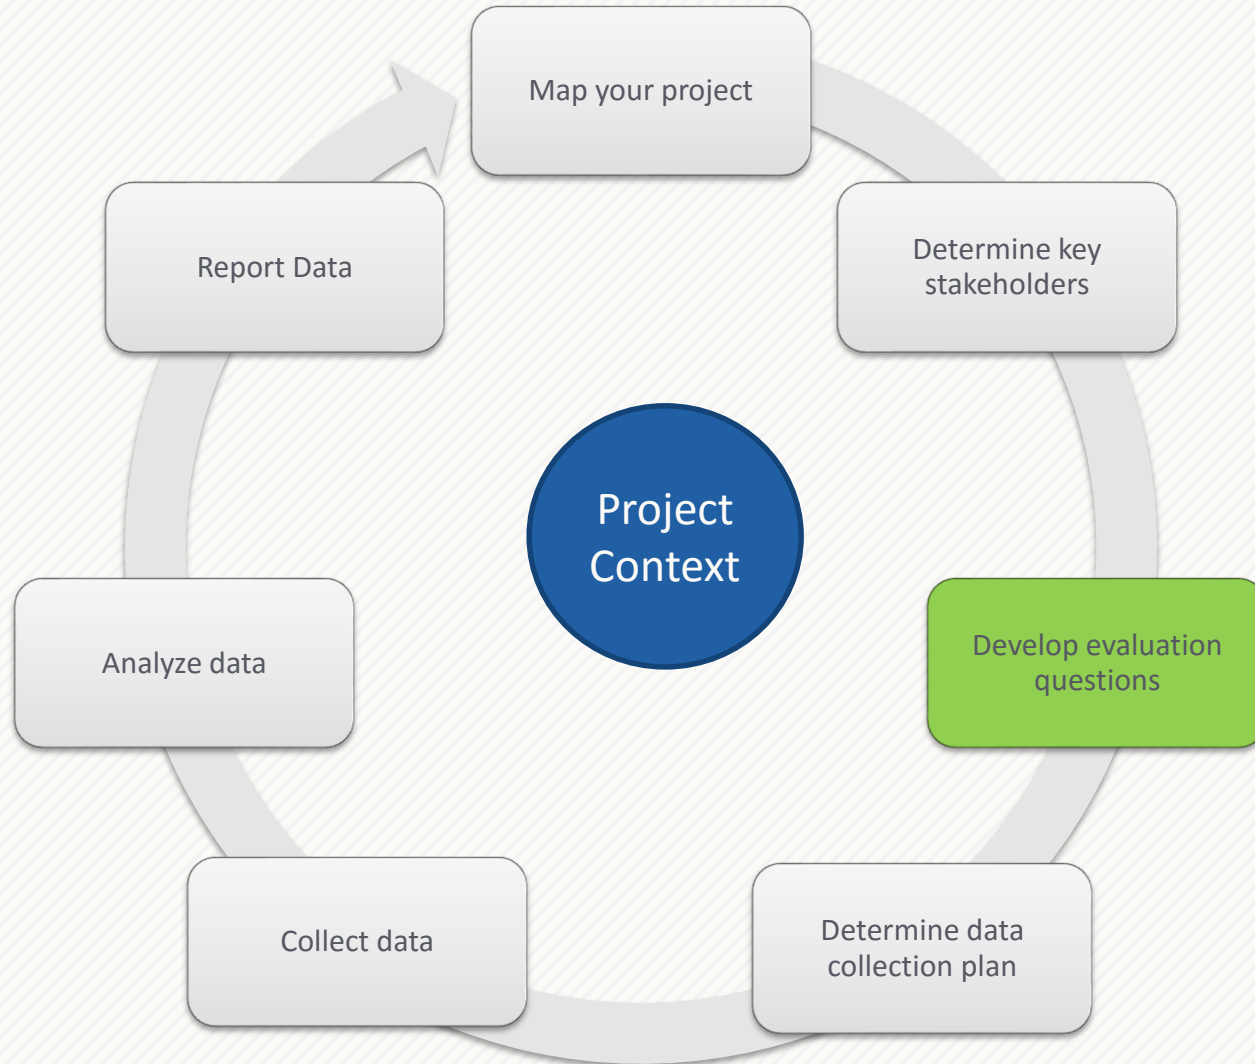 Map your project
Determine key
stakeholders
Develop evaluation
questions
Determine data
collection plan
Collect data
Analyze data
Report Data
Project
Context